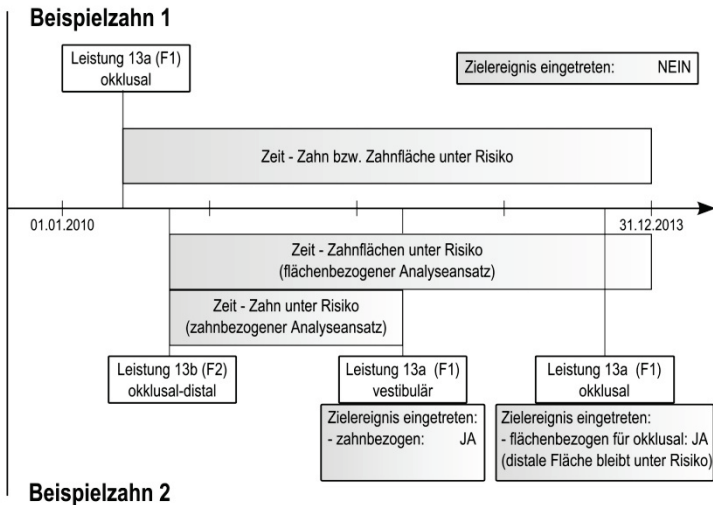 Beispielzahn 1
Leistung 13a (F1)
okklusal
Zielereignis eingetreten: NEIN
Zeit - Zahn bzw. Zahnfläche unter Risiko
01.01.2010
31.12.2013
Zeit - Zahnflächen unter Risiko
(flächenbezogener Analyseansatz)
Zeit - Zahn unter Risiko
(zahnbezogener Analyseansatz)
Leistung 13b (F2)
okklusal-distal
Leistung 13a (F1)
vestibulär
Zielereignis eingetreten:
- zahnbezogen: JA
Leistung 13a (F1)
okklusal
Zielereignis eingetreten:
- flächenbezogen für okklusal: JA
(distale Fläche bleibt unter Risiko)
Beispielzahn 2